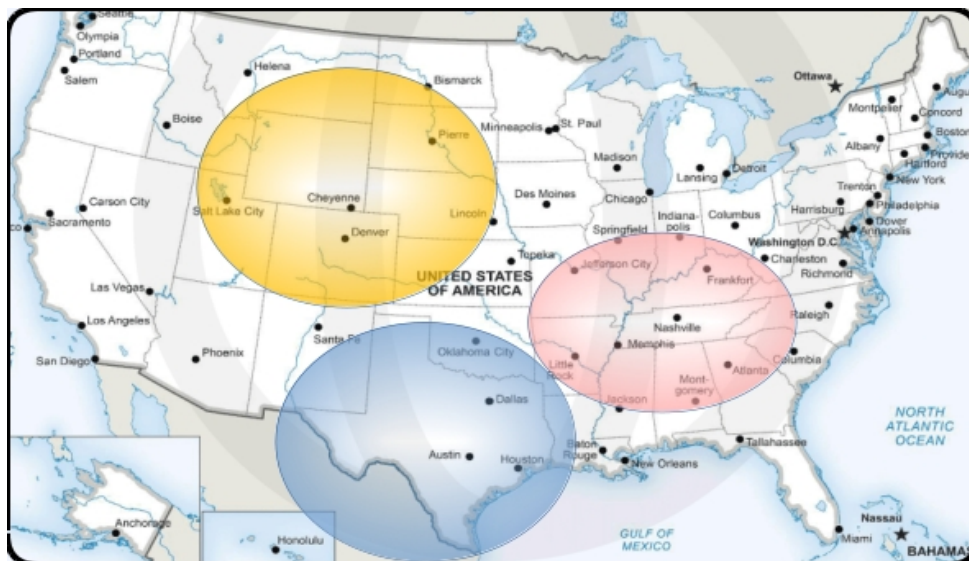 Seattle
Olympia
Portland
Salem
Helena
Boise
Bismarck
Pierre
Minneapolis
St. Paul
Madison
Lansing
Detroit
Ottawa
Montpelier
Concord
Albany
Boston
Hartford
New York
Trenton
Philadelphia
Harrisburg
Dover
Annapolis
Washington D.C.
Carson City
Sacramento
Salt Lake City
Cheyenne
Denver
Lincoln
Des Moines
Chicago
Springfield
Indiana-
polis
Columbus
Charleston
Richmond
Topeka
Jefferson City
Frankfort
UNITED STATES
OF AMERICA
Las Vegas
Los Angeles
San Diego
Phoenix
Santa Fe
Oklahoma City
Little
Rock
Memphis
Nashville
Raleigh
Columbia
Atlanta
Mont-
gomery
Jackson
Dallas
Austin
Houston
Baton
Rouge
New Orleans
Tallahassee
NORTH
ATLANTIC
OCEAN
Anchorage
Honolulu
GULF OF
MEXICO
Miami
Nassau
BAHAMAS